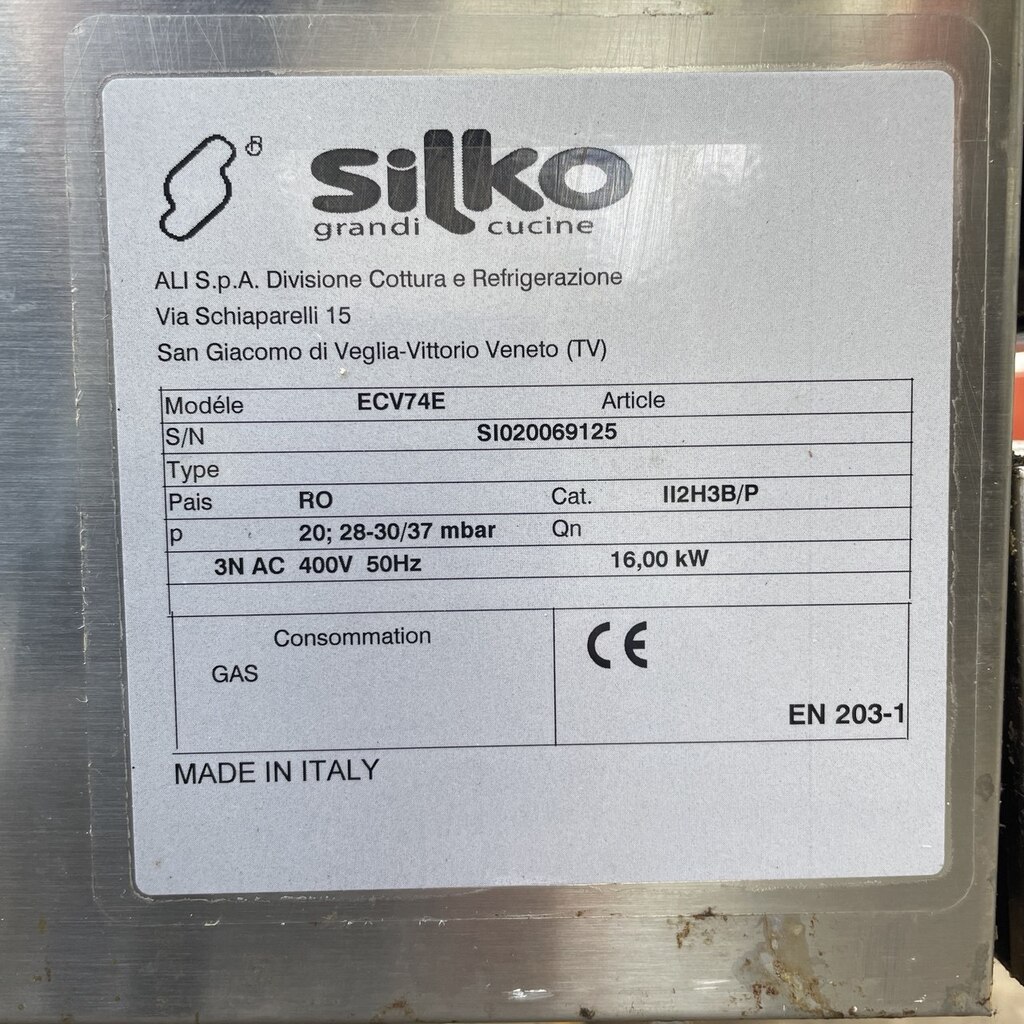 R
silko
grandi cucine
ALI S.p.A. Divisione Cottura e Refrigerazione
Via Schiaparelli 15
San Giacomo di Veglia-Vittorio Veneto (TV)
Modéle ECV74E Article
S/N SI020069125
Type
Pais RO Cat. II2H3B/P
p 20; 28-30/37 mbar Qn
3N AC 400V 50Hz 16,00 kW
Consommation CE
GAS
EN 203-1
MADE IN ITALY